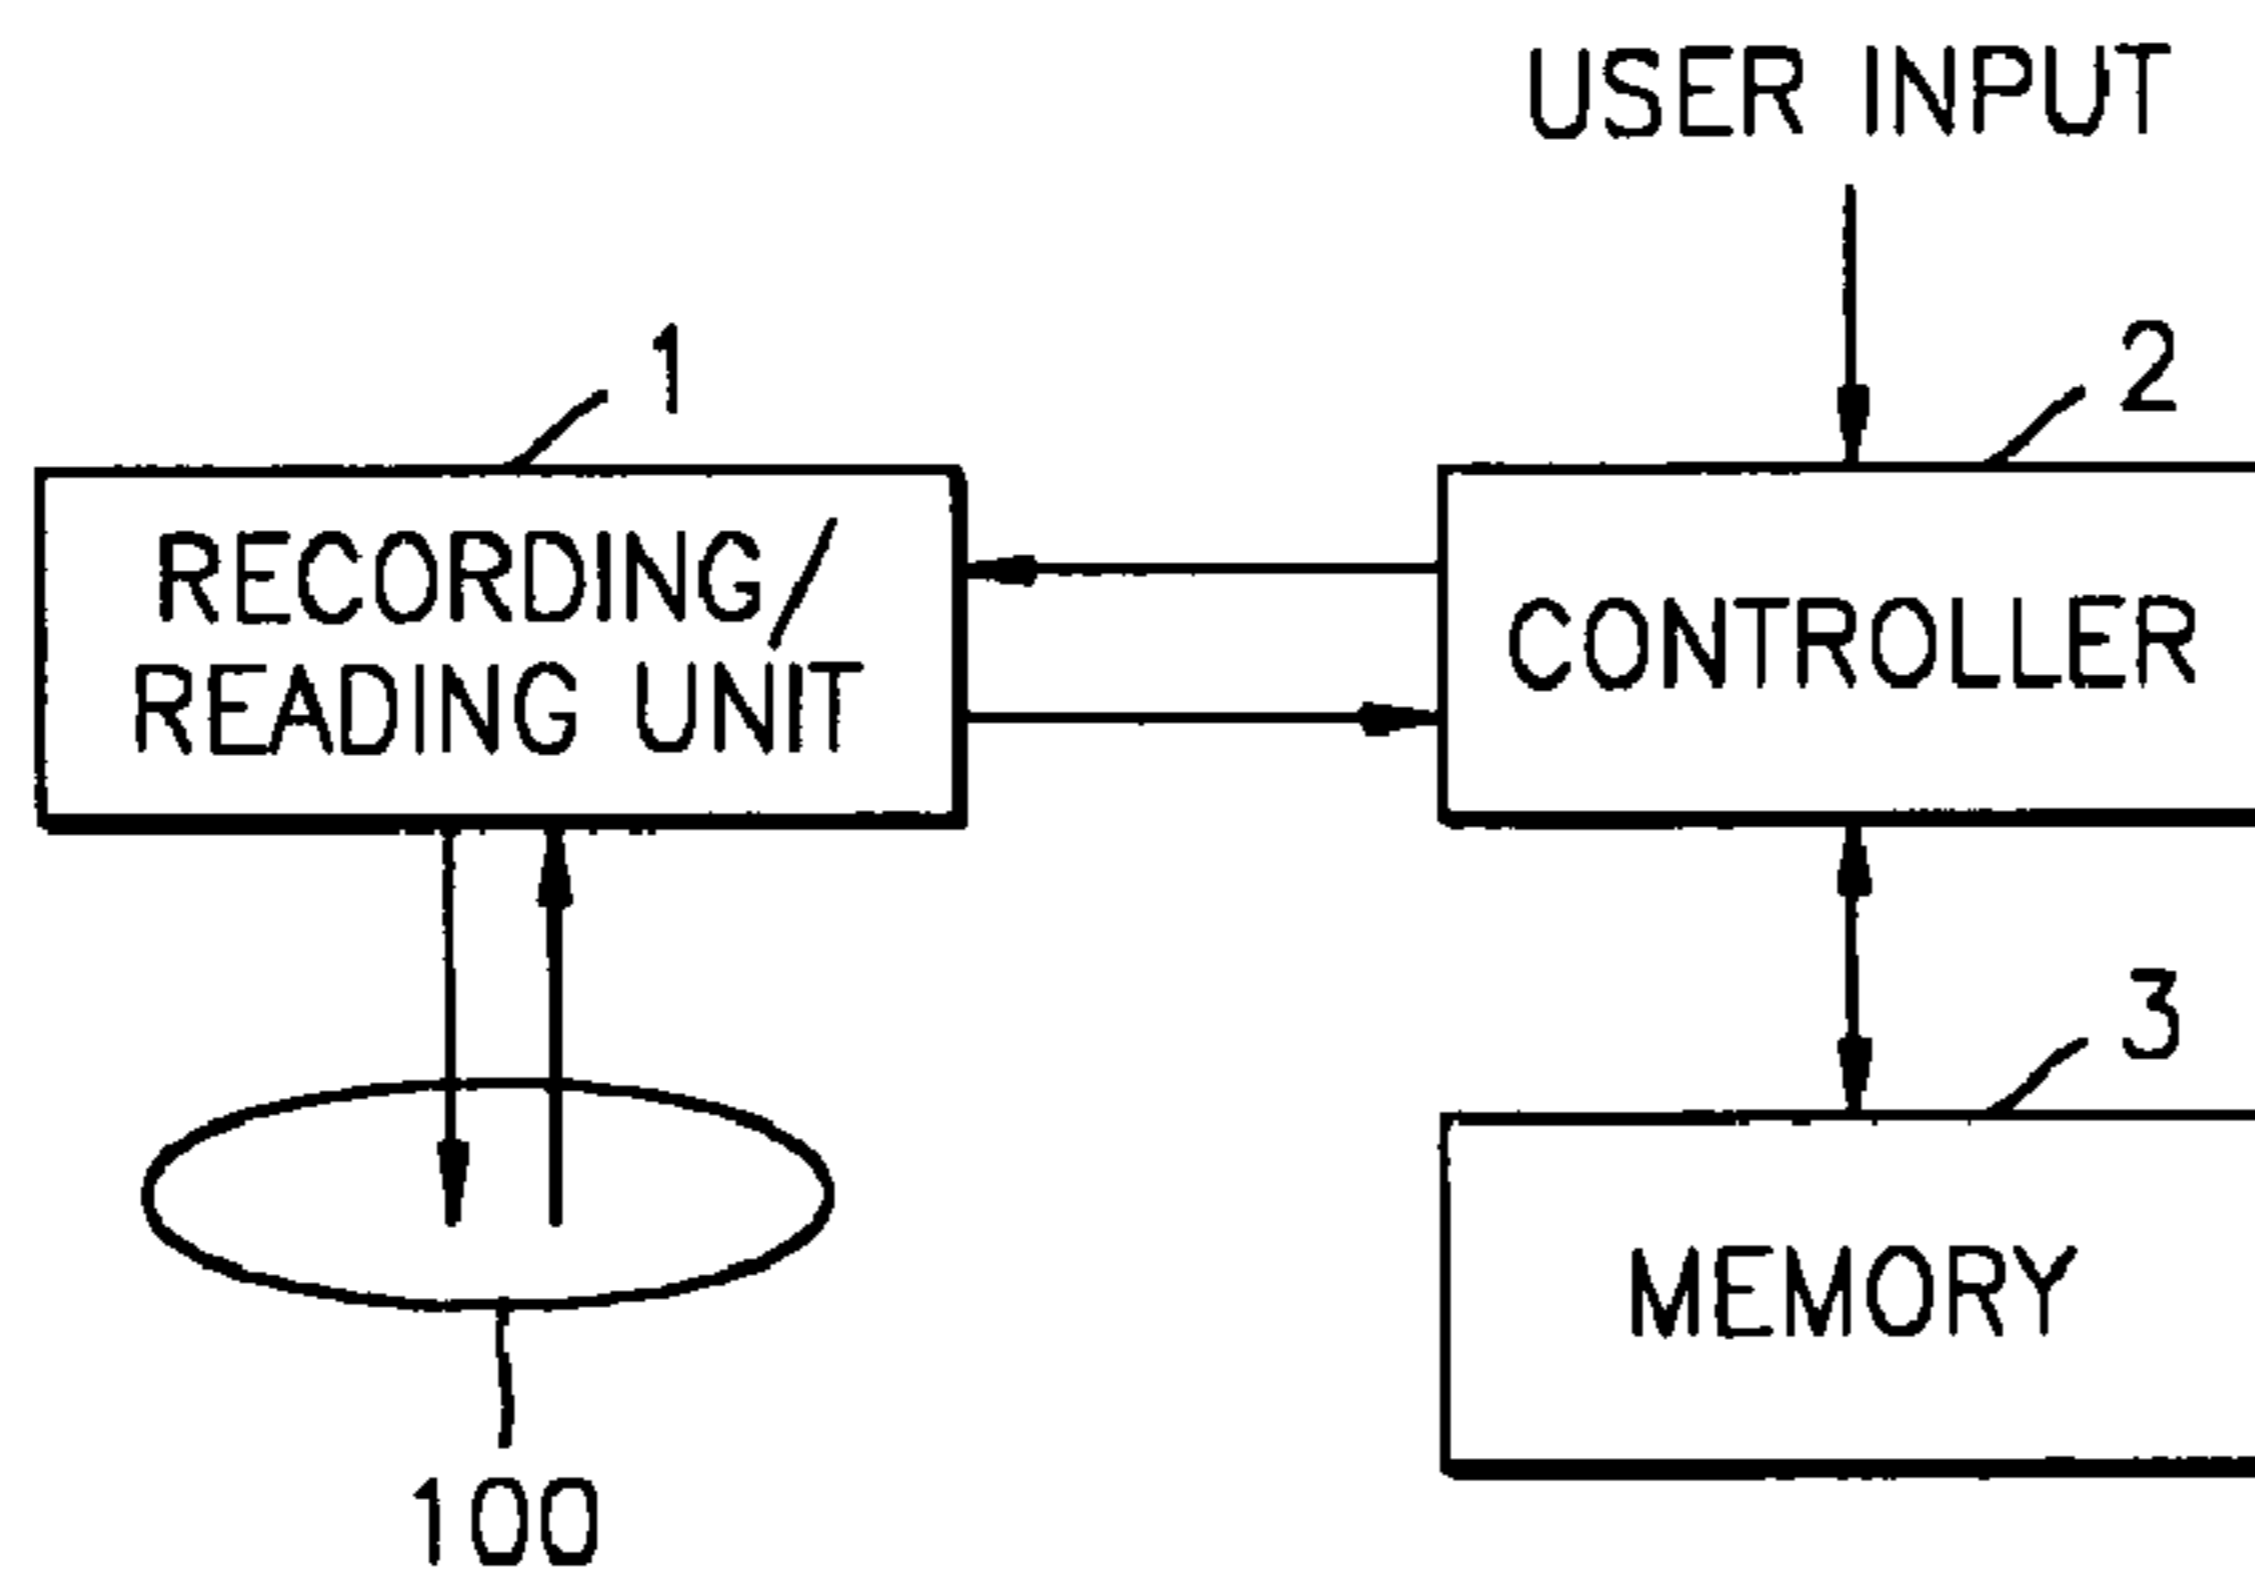 USER INPUT
1
2
RECORDING/
READING UNIT
CONTROLLER
3
MEMORY
100